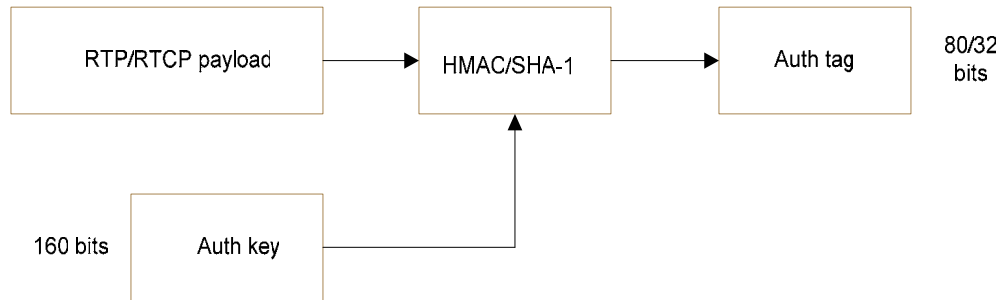 RTP/RTCP payload
HMAC/SHA-1
Auth tag
80/32
bits
160 bits
Auth key